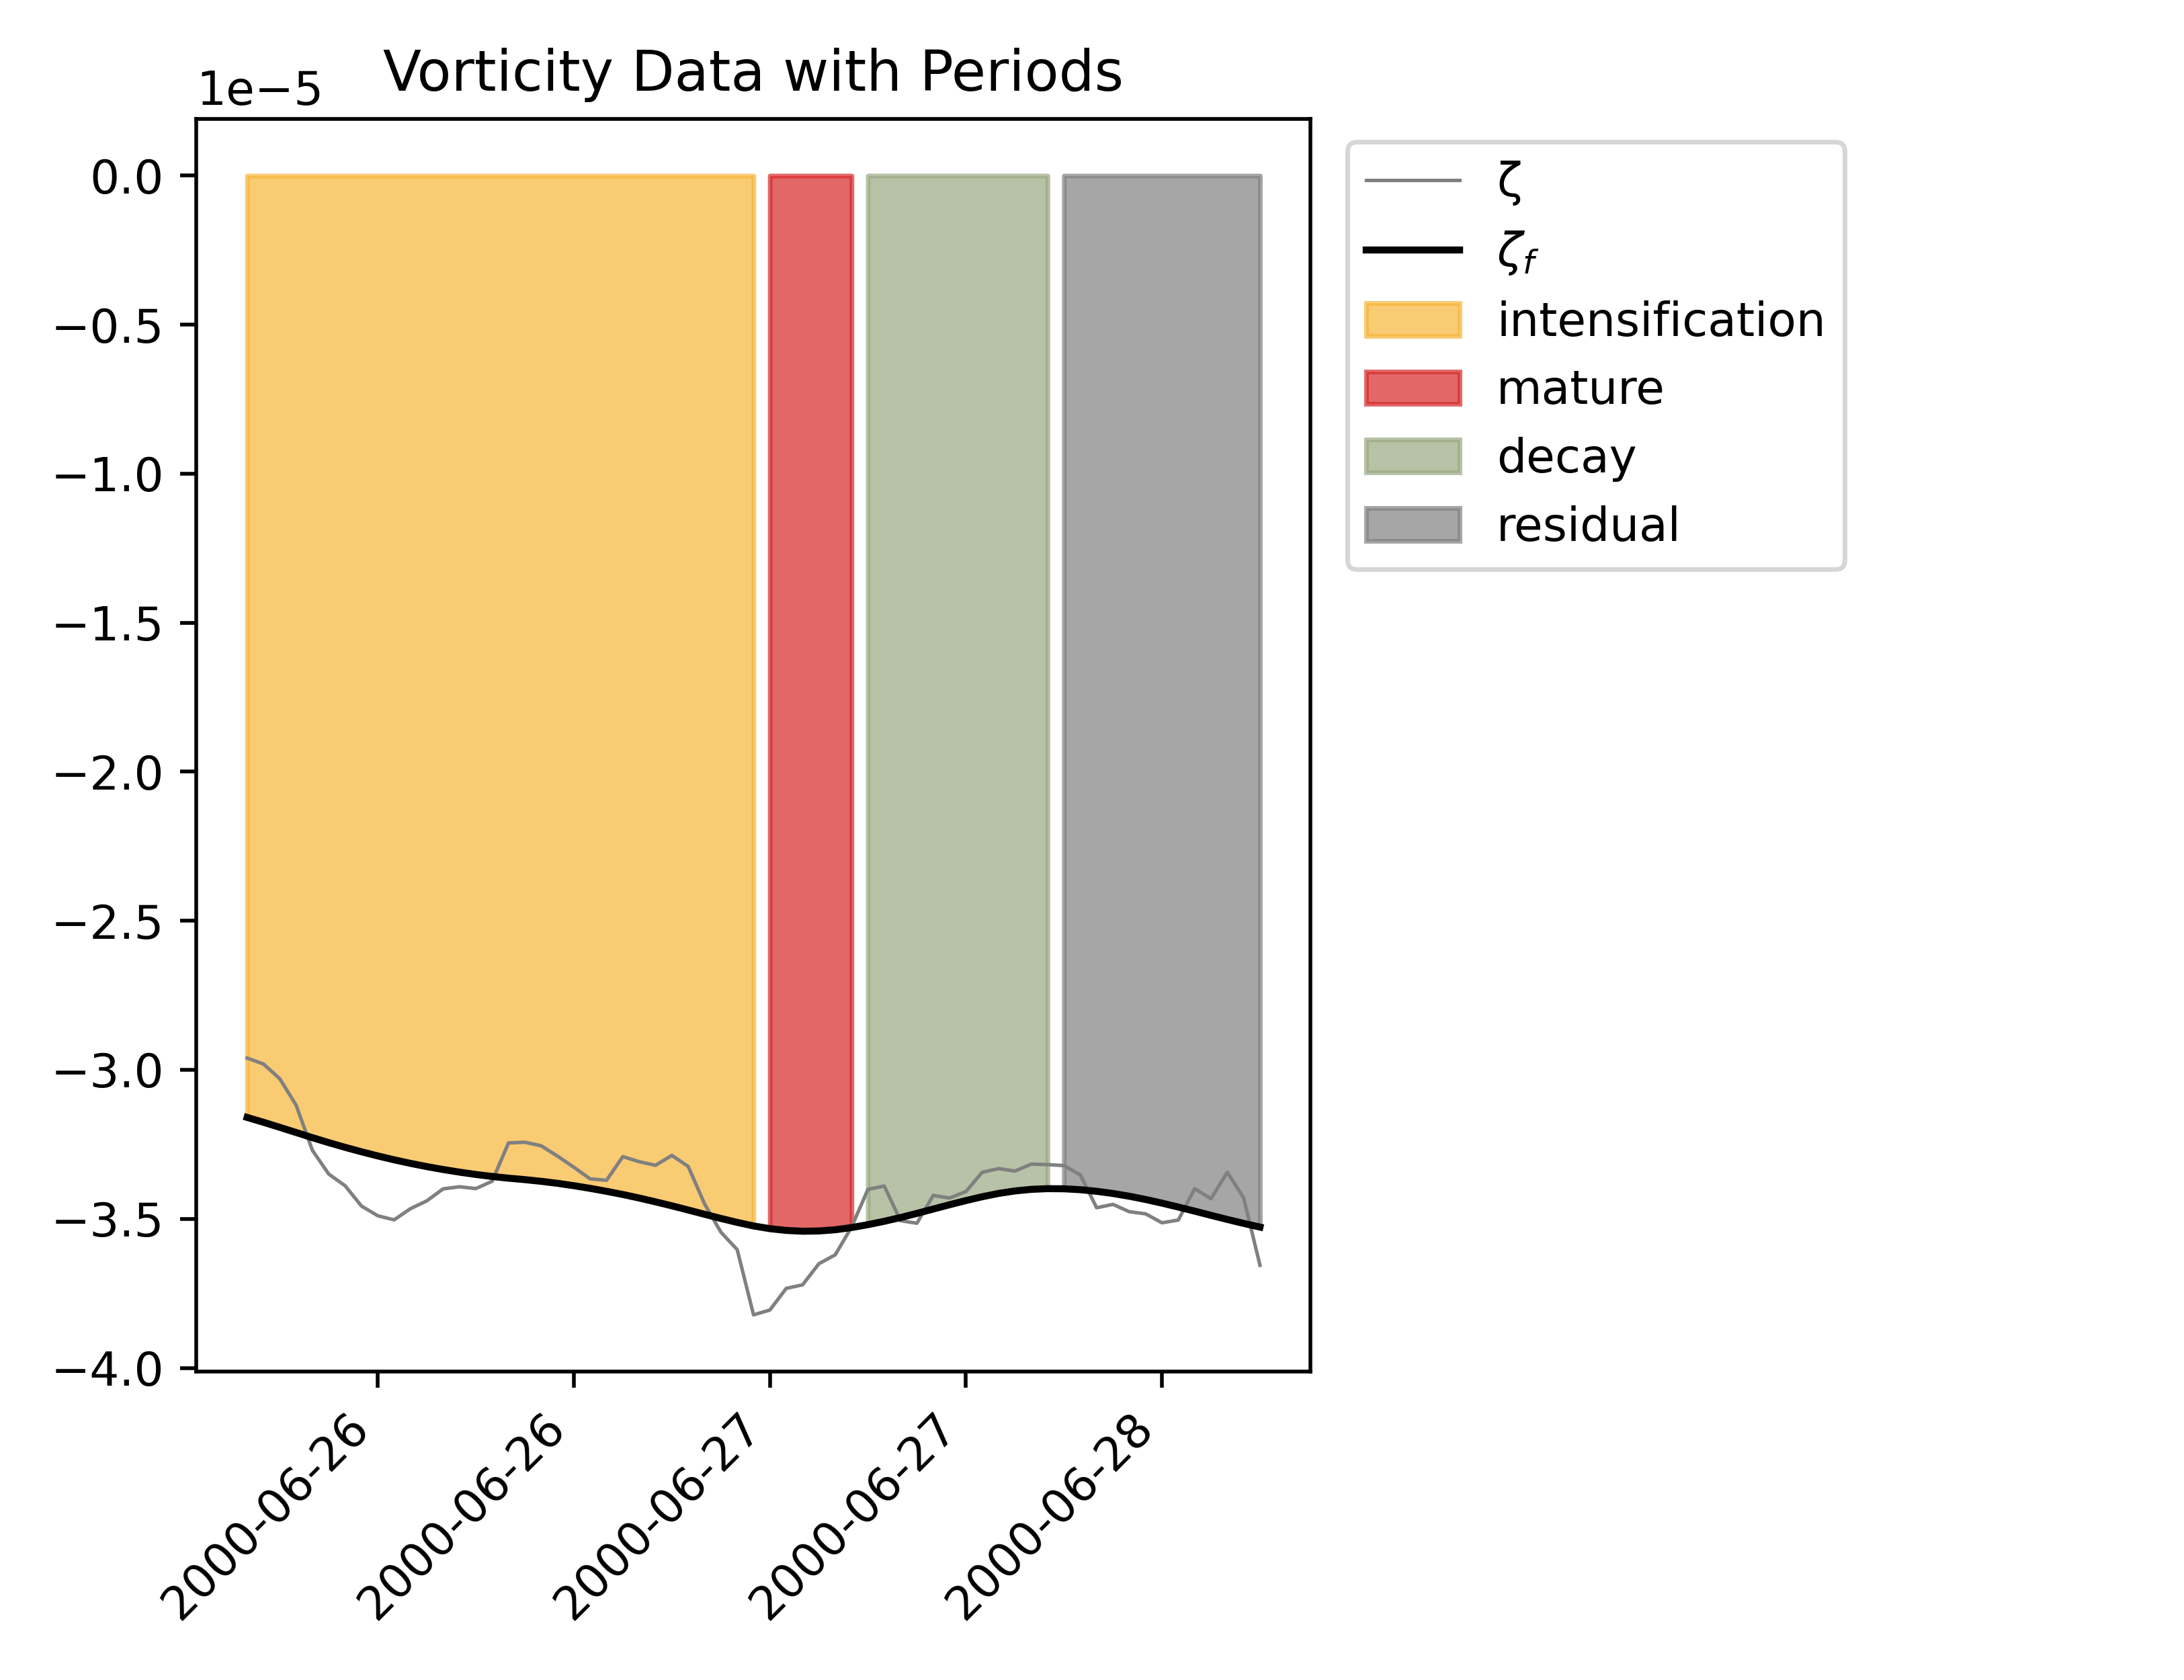 Vorticity Data with Periods
1e−5
0.0
−0.5
−1.0
−1.5
−2.0
−2.5
−3.0
−3.5
−4.0
2000-06-26
2000-06-26
2000-06-27
2000-06-27
2000-06-28
ζ
ζf
intensification
mature
decay
residual